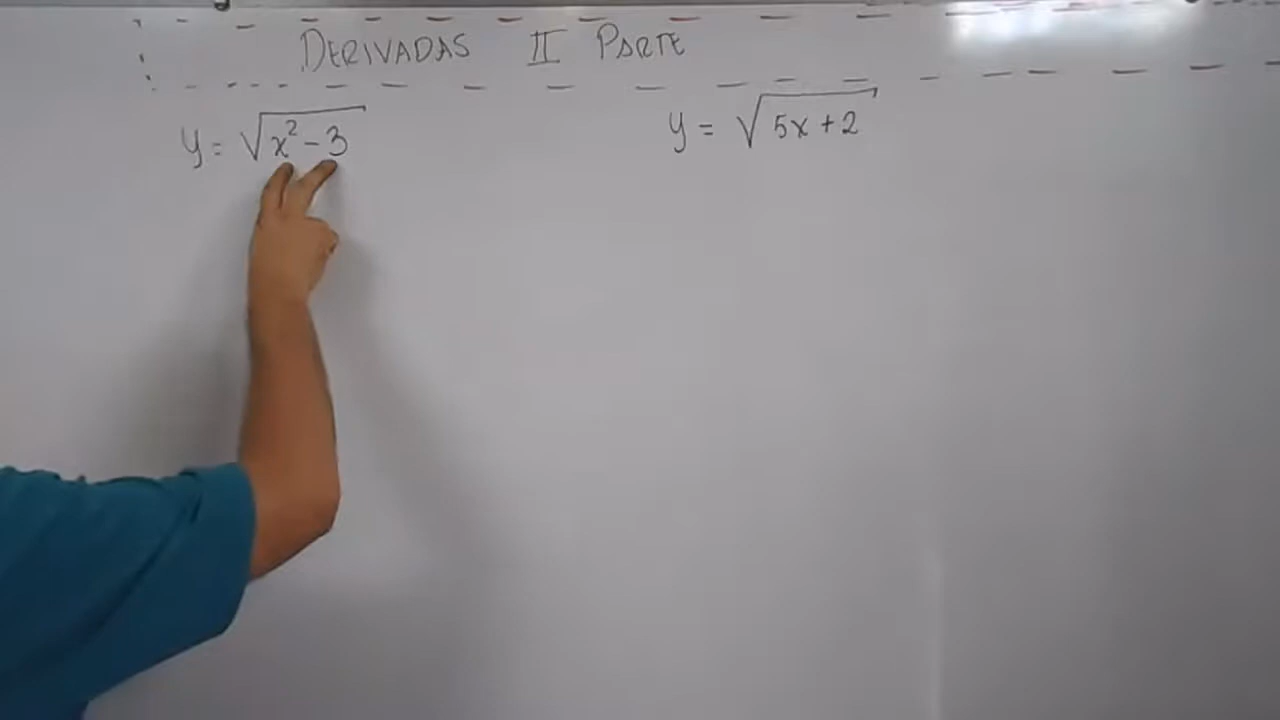 DERIVADAS II PARTE
y = √x² - 3
y = √5x + 2